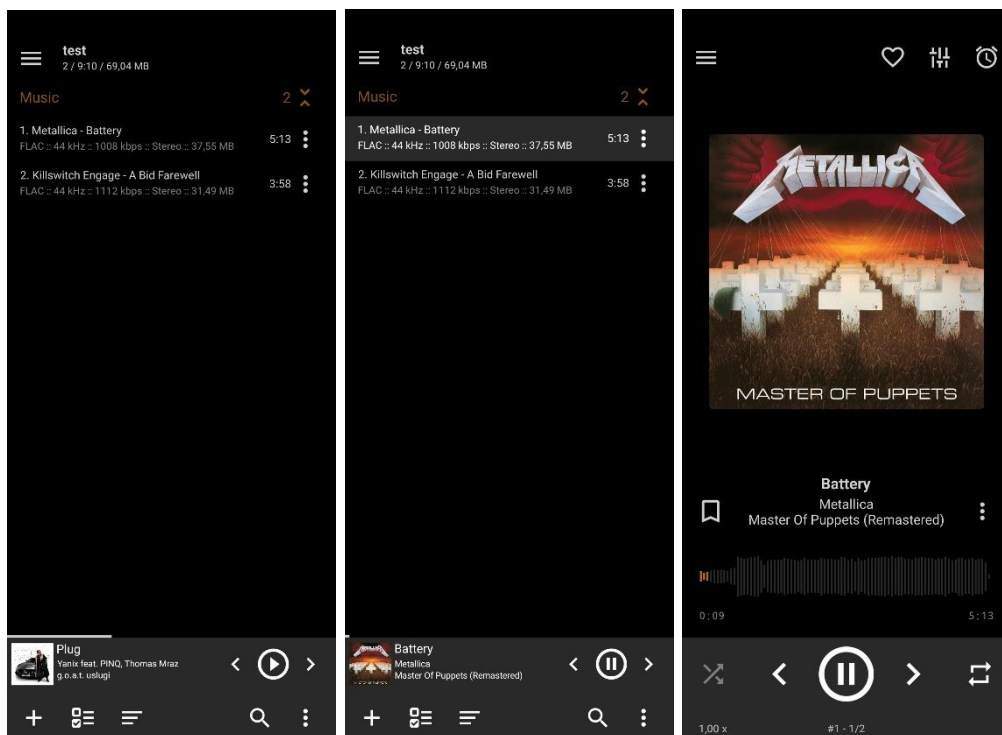 test
2 / 9:10 / 69,04 MB
Music 2
1. Metallica - Battery
FLAC :: 44 kHz :: 1008 kbps :: Stereo :: 37,55 MB
5:13
2. Killswitch Engage - A Bid Farewell
FLAC :: 44 kHz :: 1112 kbps :: Stereo :: 31,49 MB
3:58
Plug
Yanix feat. PINQ, Thomas Mraz
g.o.a.t. uslugi
test
2 / 9:10 / 69,04 MB
Music 2
1. Metallica - Battery
FLAC :: 44 kHz :: 1008 kbps :: Stereo :: 37,55 MB
5:13
2. Killswitch Engage - A Bid Farewell
FLAC :: 44 kHz :: 1112 kbps :: Stereo :: 31,49 MB
3:58
Battery
Metallica
Master Of Puppets (Remastered)
METALLICA
MASTER OF PUPPETS
Battery
Metallica
Master Of Puppets (Remastered)
0:09 5:13
1,00 x #1 - 1/2